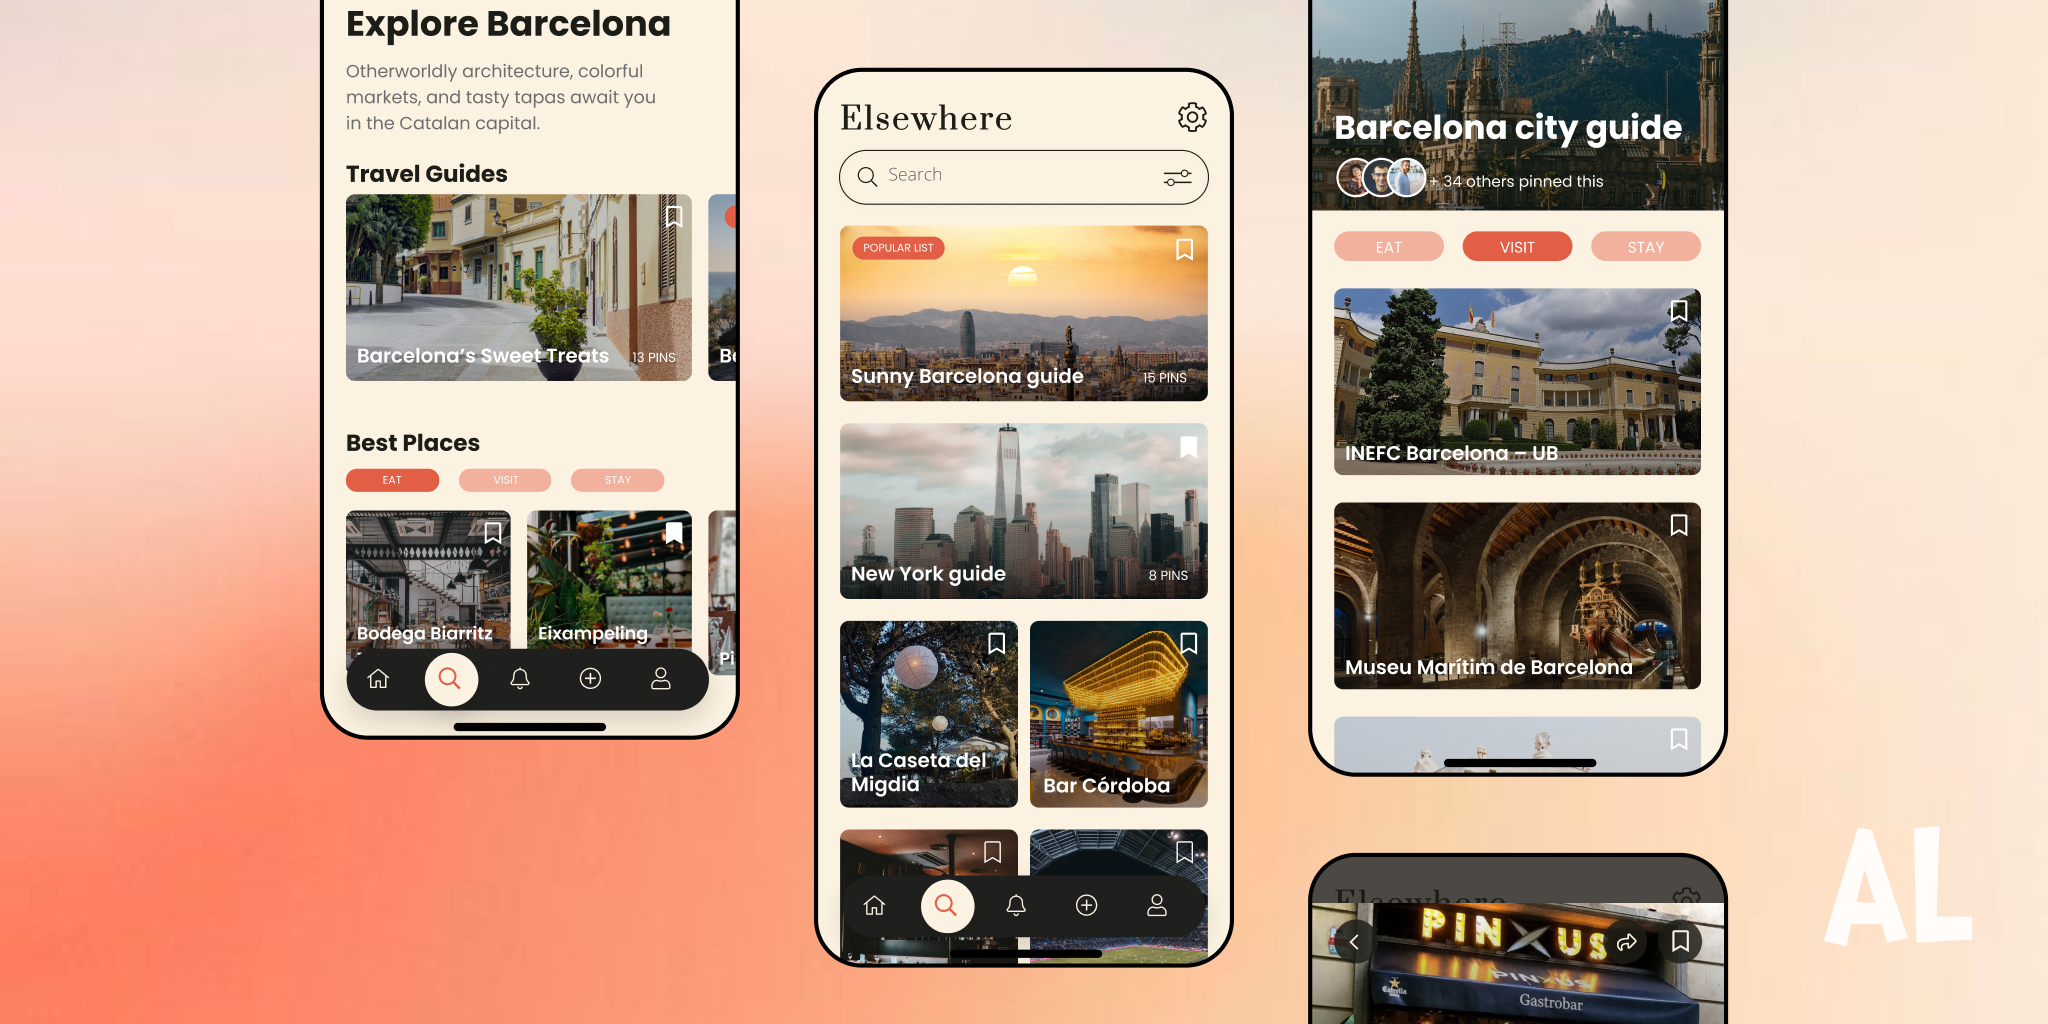 Explore Barcelona
Otherworldly architecture, colorful
markets, and tasty tapas await you
in the Catalan capital.
Travel Guides
Barcelona’s Sweet Treats
13 PINS
Best Places
EAT
VISIT
STAY
Bodega Biarritz
Eixampeling
Elsewhere
Search
POPULAR LIST
Sunny Barcelona guide
15 PINS
New York guide
8 PINS
La Caseta del
Migdia
Bar Córdoba
Barcelona city guide
+ 34 others pinned this
EAT
VISIT
STAY
INEFC Barcelona – UB
Museu Marítim de Barcelona
Elsewhere
PINXUS
PINXUS
Estrella
Gastrobar
AL